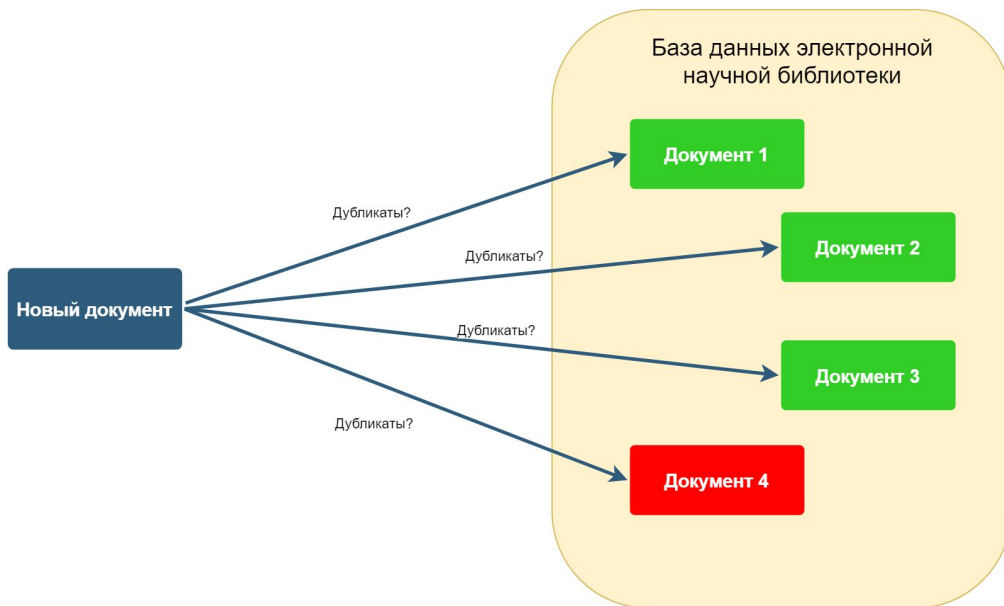 База данных электронной
научной библиотеки
Документ 1
Дубликаты?
Документ 2
Дубликаты?
Новый документ
Дубликаты?
Документ 3
Дубликаты?
Документ 4